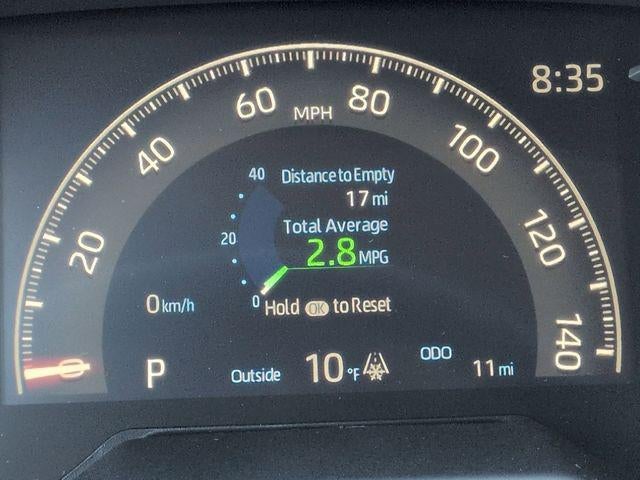 8:35
0 20 40 60 MPH 80 100 120 140
40 Distance to Empty
17 mi
Total Average
20 2.8 MPG
0 Hold OK to Reset
0 km/h
P Outside 10 °F ODO 11 mi